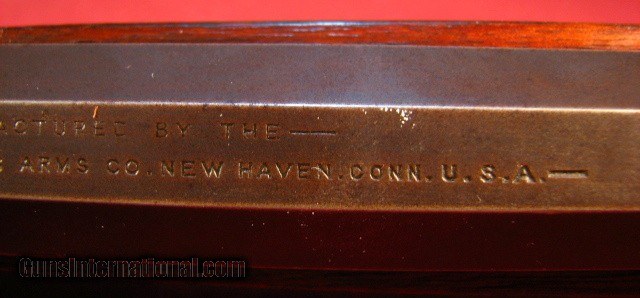 ACTURED BY THE—
ARMS CO. NEW HAVEN. CONN. U.S.A.—
GunsInternational.com